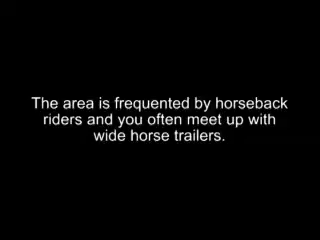 The area is frequented by horseback
riders and you often meet up with
wide horse trailers.